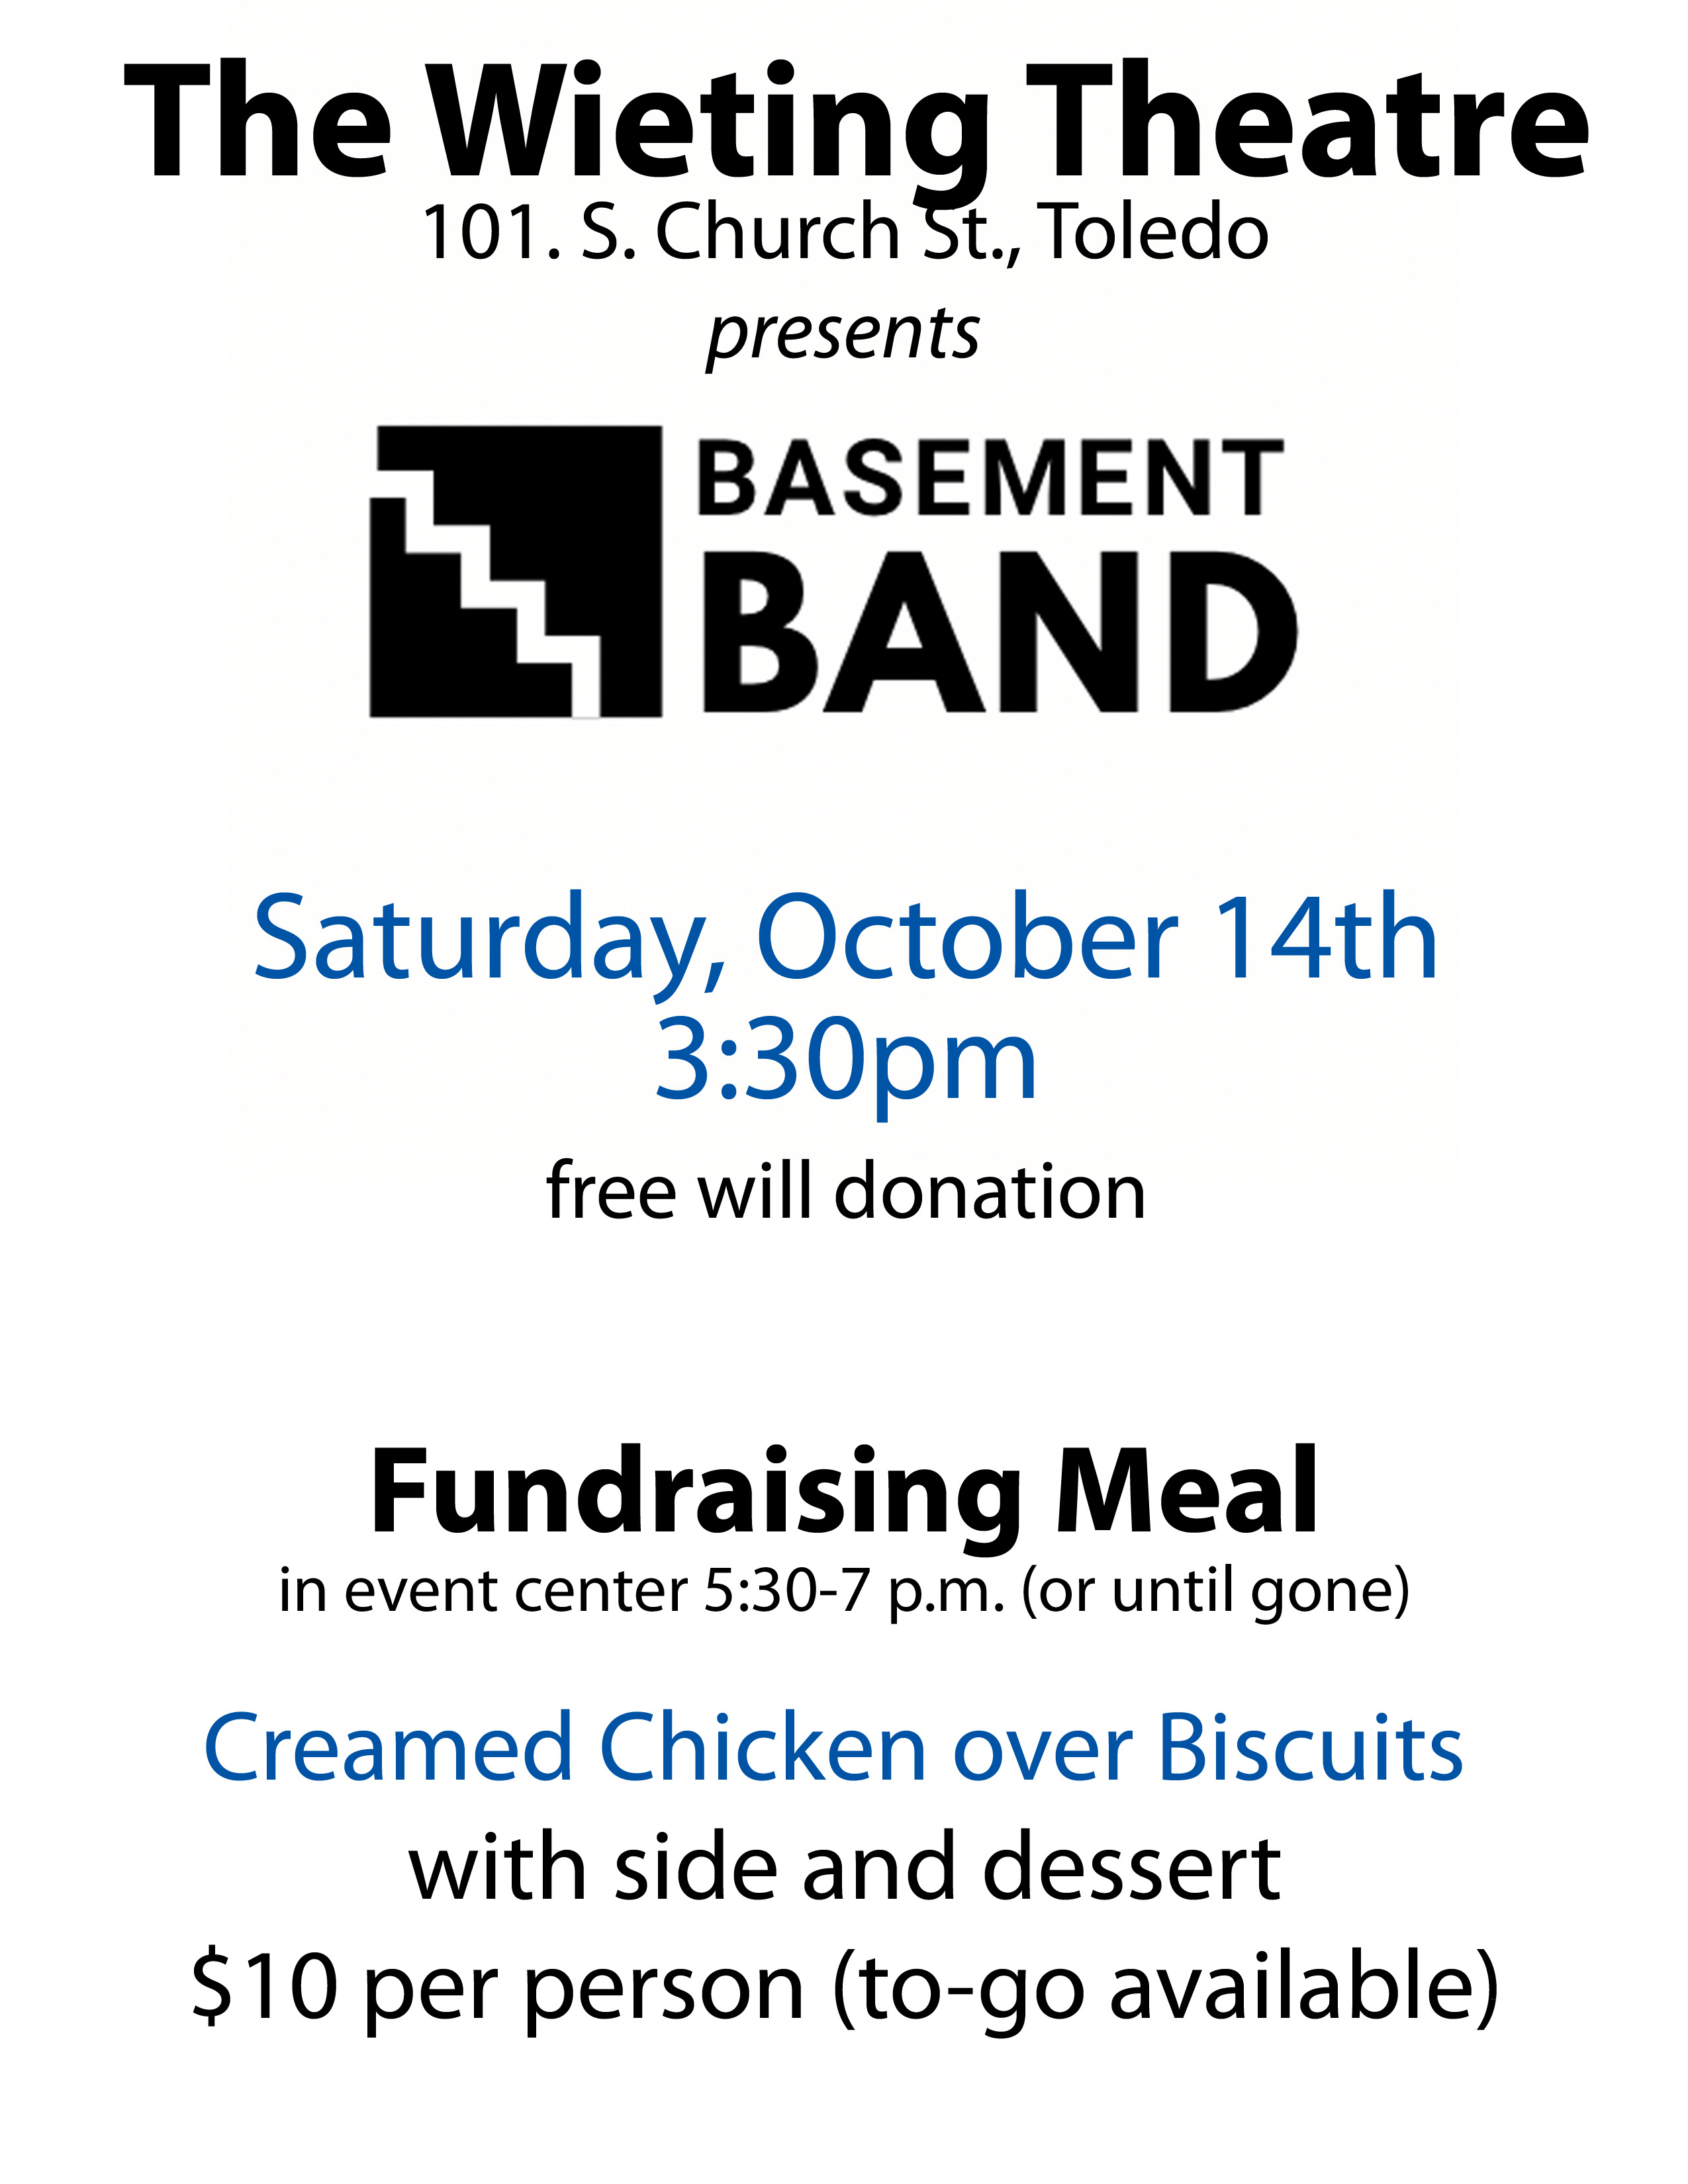 The Wieting Theatre
101. S. Church St., Toledo
presents
BASEMENT
BAND
Saturday, October 14th
3:30pm
free will donation
Fundraising Meal
in event center 5:30-7 p.m. (or until gone)
Creamed Chicken over Biscuits
with side and dessert
$10 per person (to-go available)